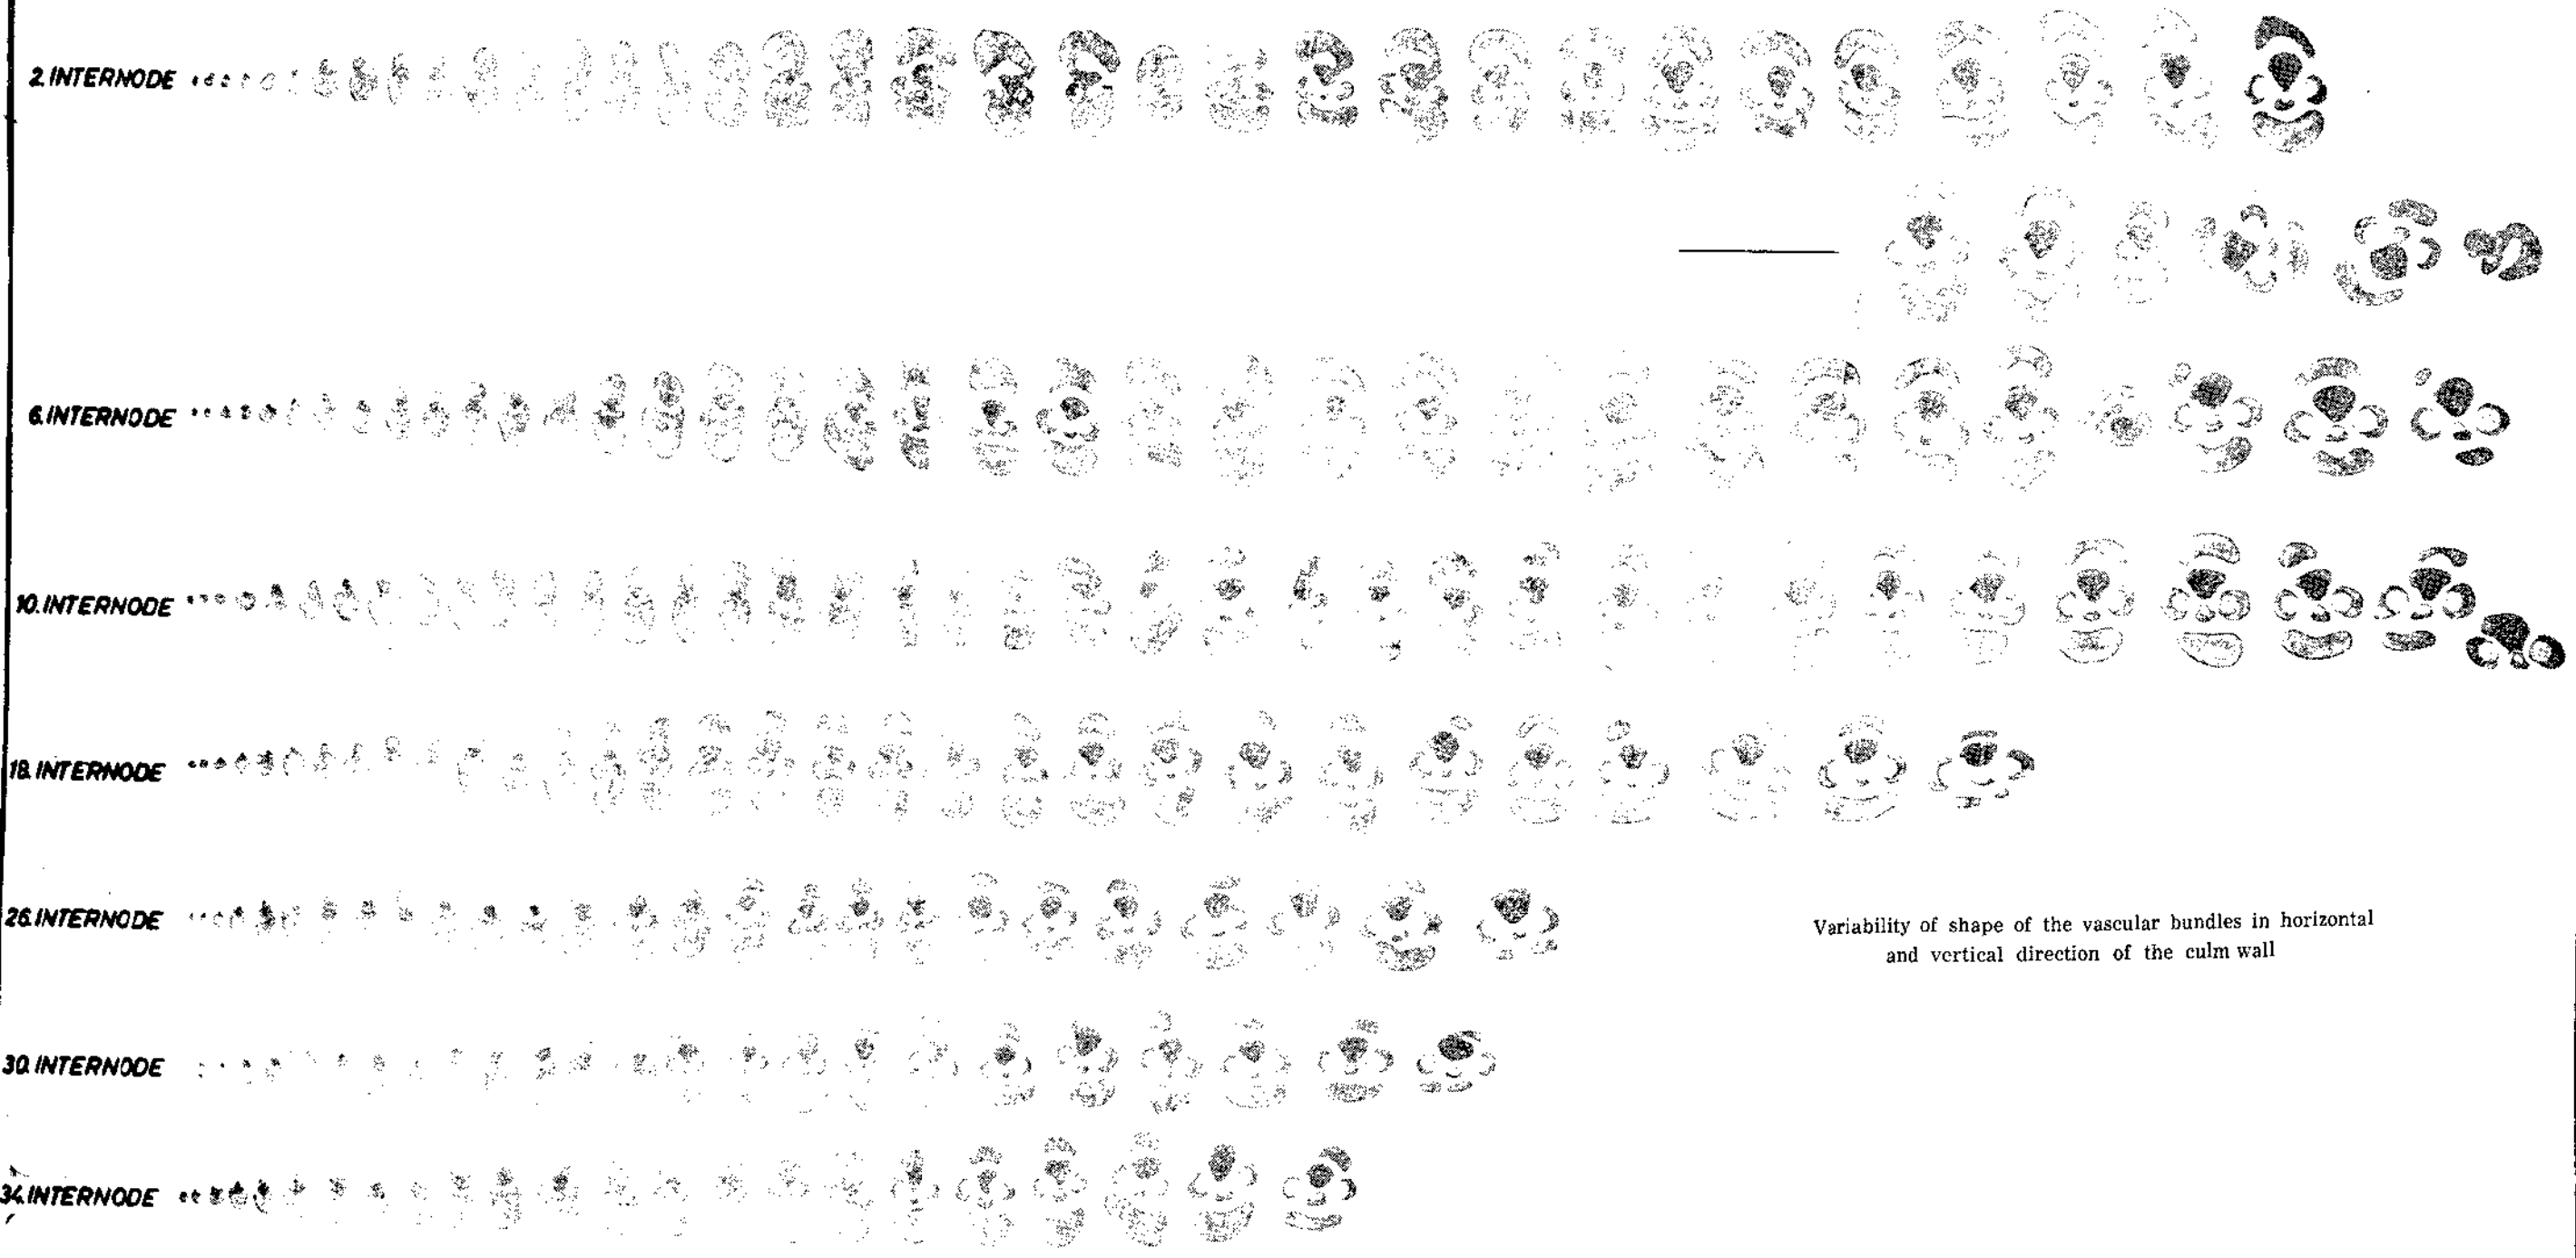 2. INTERNODE
6. INTERNODE
10. INTERNODE
18. INTERNODE
26. INTERNODE
Variability of shape of the vascular bundles in horizontal
and vertical direction of the culm wall
30. INTERNODE
34. INTERNODE